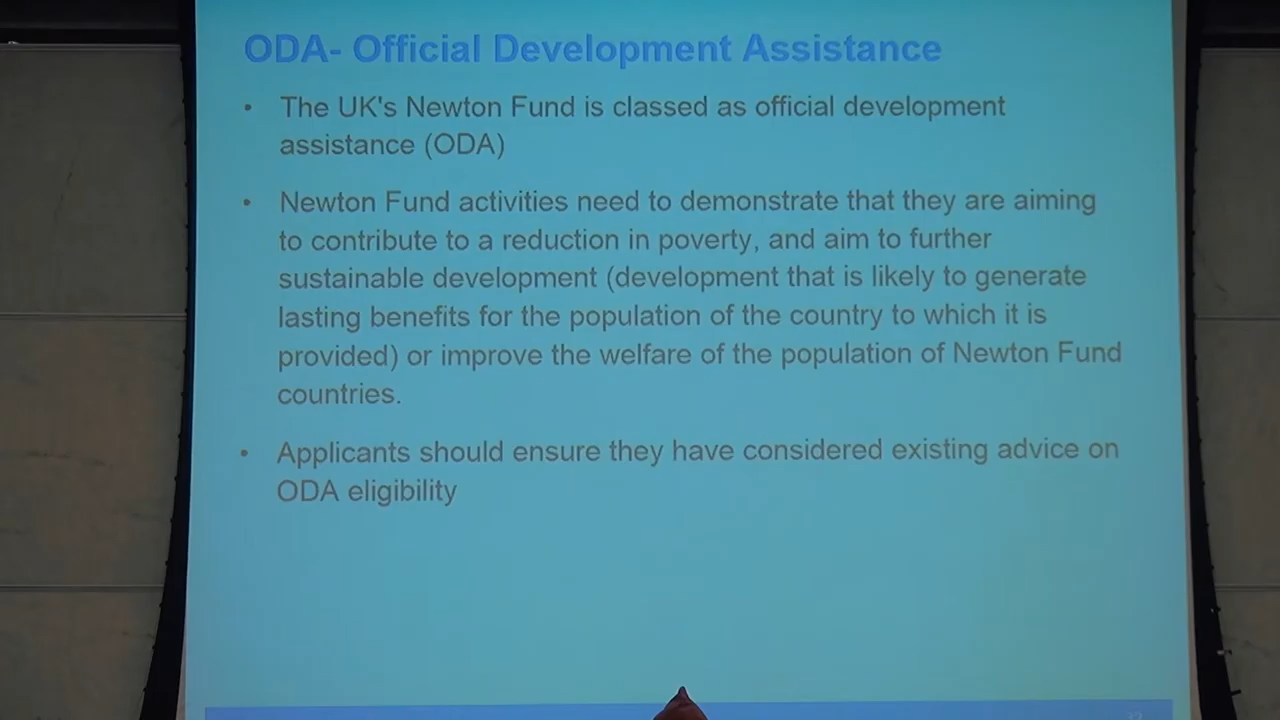 ODA- Official Development Assistance
• The UK's Newton Fund is classed as official development
assistance (ODA)
• Newton Fund activities need to demonstrate that they are aiming
to contribute to a reduction in poverty, and aim to further
sustainable development (development that is likely to generate
lasting benefits for the population of the country to which it is
provided) or improve the welfare of the population of Newton Fund
countries.
• Applicants should ensure they have considered existing advice on
ODA eligibility